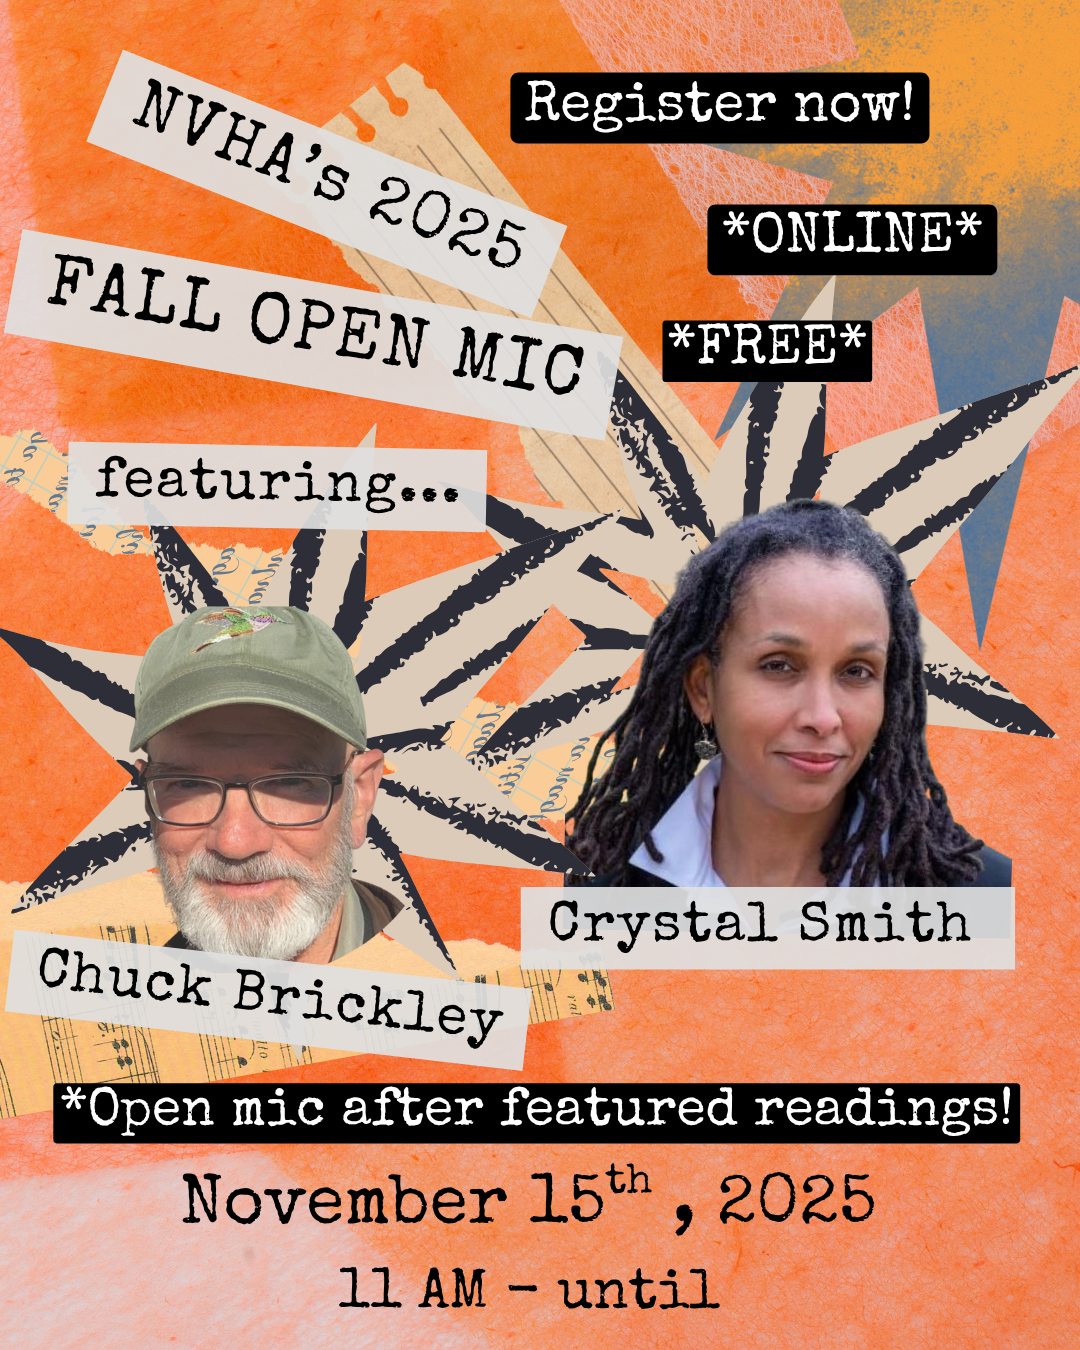 NVHA's 2025
FALL OPEN MIC
featuring...
Register now!
*ONLINE*
*FREE*
Chuck Brickley
Crystal Smith
*Open mic after featured readings!
November 15th, 2025
11 AM - until